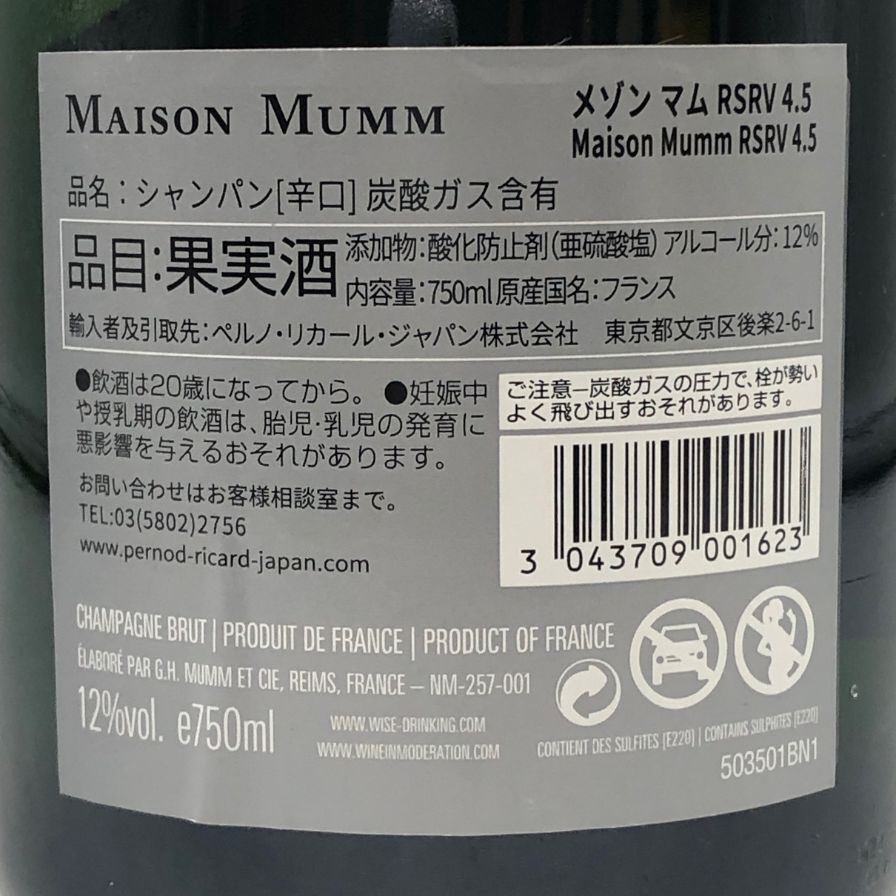 MAISON MUMM
メゾン マム RSRV 4.5
Maison Mumm RSRV 4.5
品名：シャンパン[辛口] 炭酸ガス含有
品目：果実酒
添加物：酸化防止剤（亜硫酸塩）アルコール分：12%
内容量：750ml 原産国名：フランス
輸入者及引取先：ペルノ・リカール・ジャパン株式会社 東京都文京区後楽2-6-1
●飲酒は20歳になってから。 ●妊娠中
や授乳期の飲酒は、胎児・乳児の発育に
悪影響を与えるおそれがあります。
お問い合わせはお客様相談室まで。
TEL:03(5802)2756
www.pernod-ricard-japan.com
ご注意－炭酸ガスの圧力で、栓が勢い
よく飛び出すおそれがあります。
3 043709 001623
CHAMPAGNE BRUT | PRODUIT DE FRANCE | PRODUCT OF FRANCE
ÉLABORÉ PAR G.H. MUMM ET CIE, REIMS, FRANCE – NM-257-001
12%vol. e750ml
WWW.WISE-DRINKING.COM
WWW.WINEINMODERATION.COM
CONTIENT DES SULFITES [E220] | CONTAINS SULPHITES [E220]
503501BN1